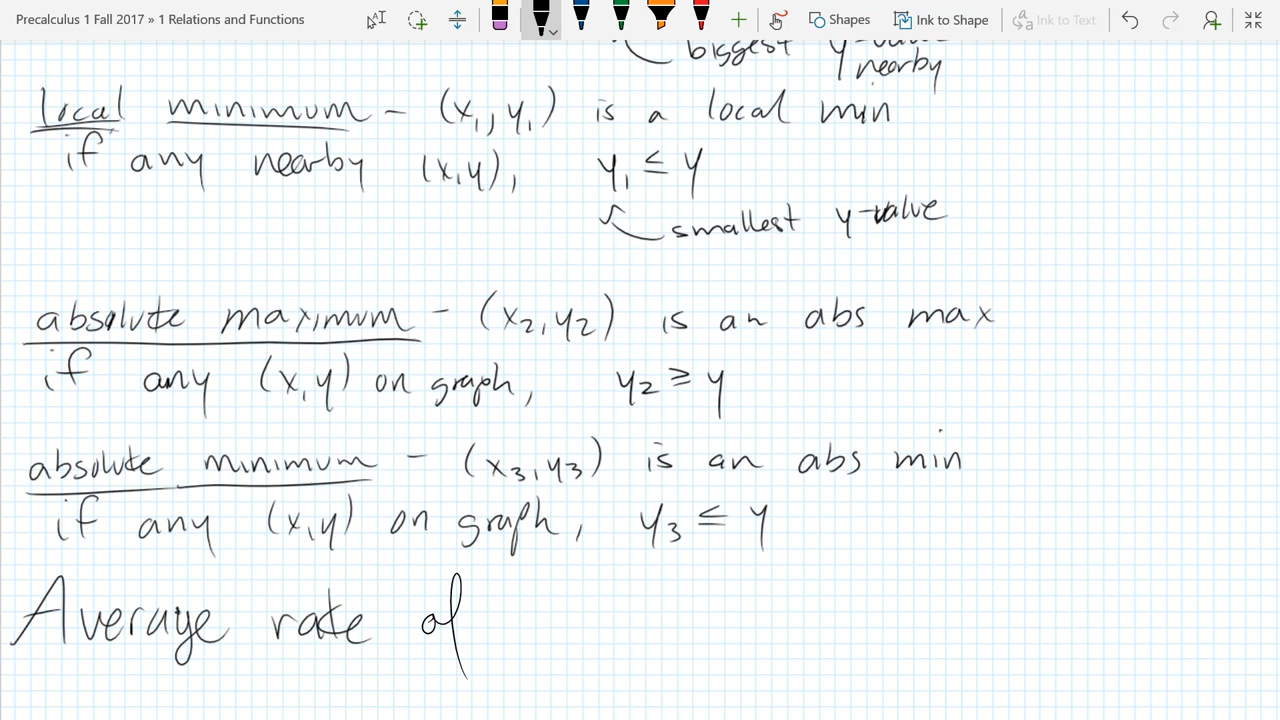 Precalculus 1 Fall 2017 » 1 Relations and Functions
Shapes
Ink to Shape
Ink to Text
biggest y-value
nearby
local minimum - (x₁, y₁) is a local min
if any nearby (x,y), y₁ ≤ y
smallest y-value
absolute maximum - (x₂, y₂) is an abs max
if any (x,y) on graph, y₂ ≥ y
absolute minimum - (x₃, y₃) is an abs min
if any (x,y) on graph, y₃ ≤ y
Average rate of